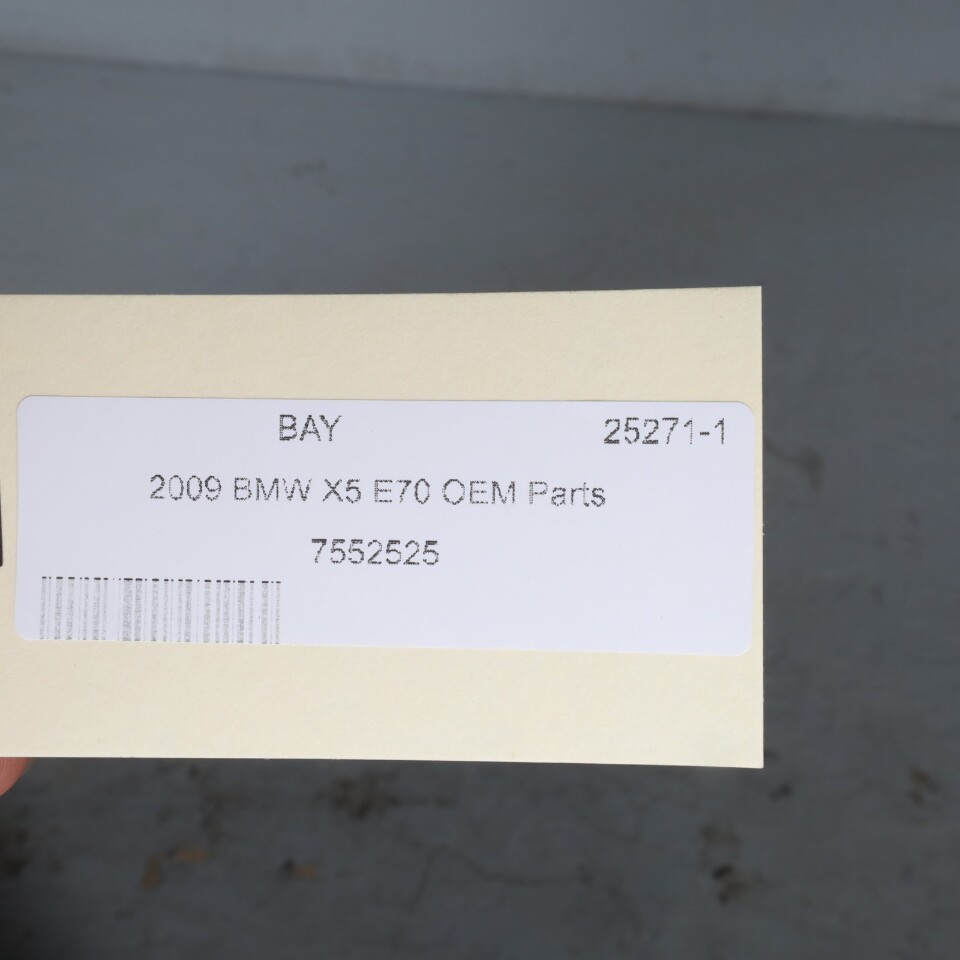 BAY 25271-1
2009 BMW X5 E70 OEM Parts
7552525